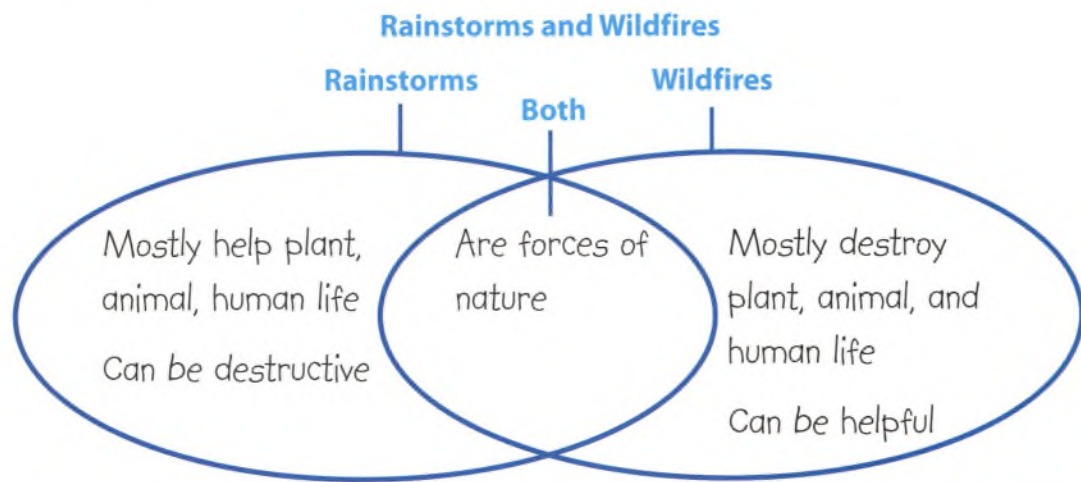 Rainstorms and Wildfires
Rainstorms
Both
Wildfires
Mostly help plant,
animal, human life
Can be destructive
Are forces of
nature
Mostly destroy
plant, animal, and
human life
Can be helpful